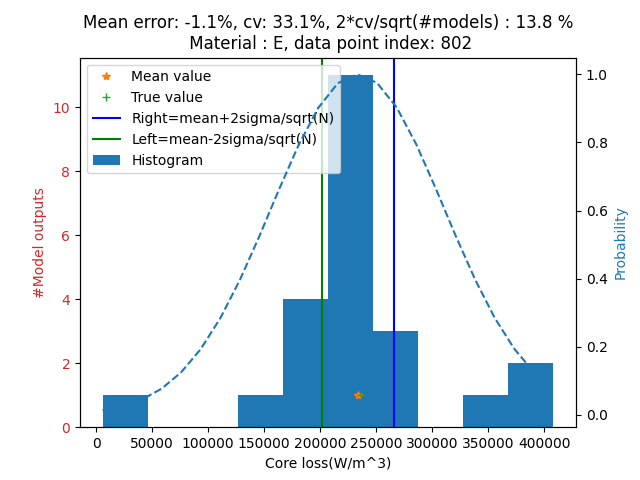 Mean error: -1.1%, cv: 33.1%, 2*cv/sqrt(#models) : 13.8 %
Material : E, data point index: 802
Mean value
True value
Right=mean+2sigma/sqrt(N)
Left=mean-2sigma/sqrt(N)
Histogram
#Model outputs
10
8
6
4
2
0
1.0
0.8
0.6
0.4
0.2
0.0
Probability
0 50000 100000 150000 200000 250000 300000 350000 400000
Core loss(W/m^3)